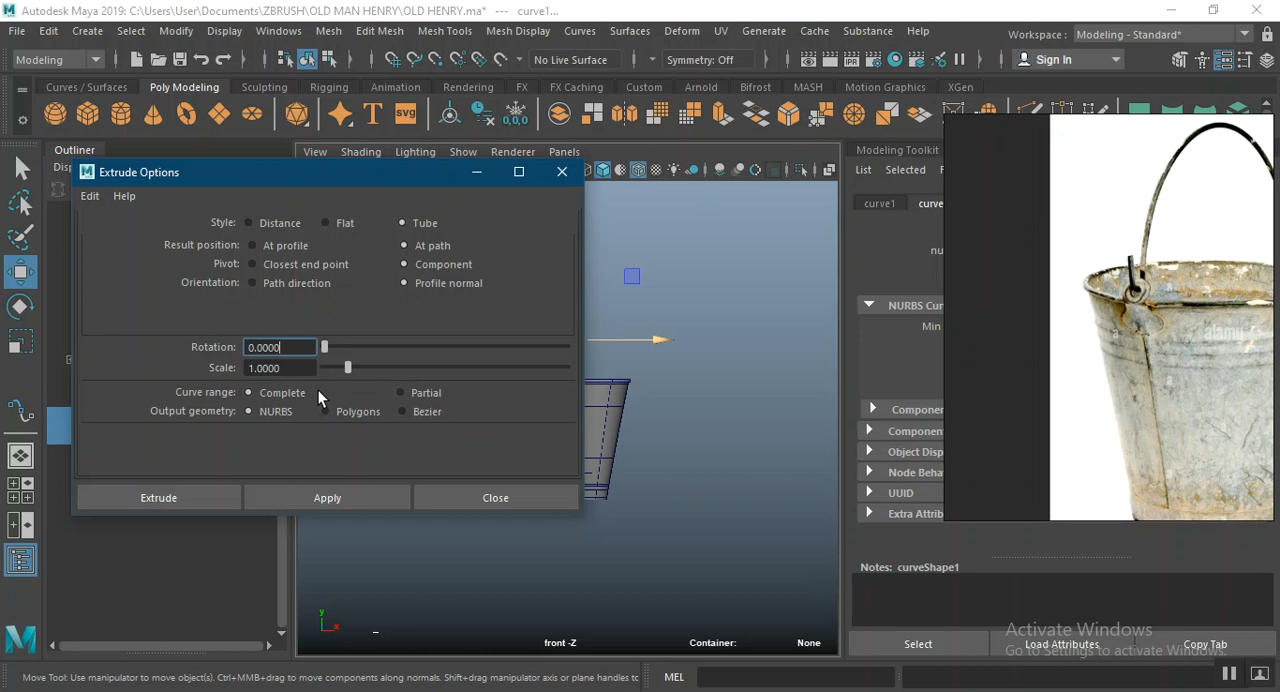 Autodesk Maya 2019: C:\Users\User\Documents\ZBRUSH\OLD MAN HENRY\OLD HENRY.ma* --- curve1...
File Edit Create Select Modify Display Windows Mesh Edit Mesh Mesh Tools Mesh Display Curves Surfaces Deform UV Generate Cache Substance Help
Workspace : Modeling - Standard*
Modeling No Live Surface Symmetry: Off Sign In
Curves / Surfaces Poly Modeling Sculpting Rigging Animation Rendering FX FX Caching Custom Arnold Bifrost MASH Motion Graphics XGen
T svg 0,0,0
Outliner
View Shading Lighting Show Renderer Panels
Modeling Toolkit
List Selected
curve1 curve
nu
NURBS Cur
Min
Componen
Componen
Object Disp
Node Beha
UUID
Extra Attrib
Extrude Options
Edit Help
Style: Distance Flat Tube
Result position: At profile At path
Pivot: Closest end point Component
Orientation: Path direction Profile normal
Rotation: 0.0000
Scale: 1.0000
Curve range: Complete Partial
Output geometry: NURBS Polygons Bezier
Extrude Apply Close
a alamy a
Notes: curveShape1
y x
front -Z Container: None
Activate Windows
Go to Settings to activate Windows.
Select Load Attributes Copy Tab
Move Tool: Use manipulator to move object(s). Ctrl+MMB+drag to move components along normals. Shift+drag manipulator axis or plane handles to
MEL